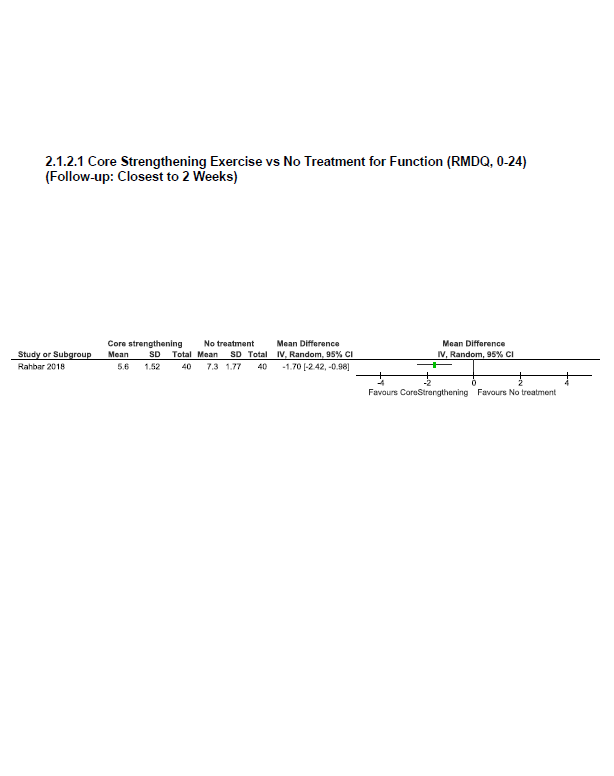 2.1.2.1 Core Strengthening Exercise vs No Treatment for Function (RMDQ, 0-24)
(Follow-up: Closest to 2 Weeks)
Core strengthening No treatment Mean Difference Mean Difference
Study or Subgroup Mean SD Total Mean SD Total IV, Random, 95% CI IV, Random, 95% CI
Rahbar 2018 5.6 1.52 40 7.3 1.77 40 -1.70 [-2.42, -0.98]
-4 -2 0 2 4
Favours CoreStrengthening Favours No treatment